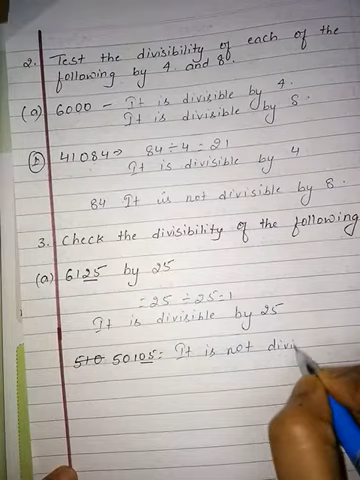 2. Test the divisibility of each of the
following by 4 and 8.
(a) 6000 - It is divisible by 4.
It is divisible by 8.
(b) 41084 → 84 ÷ 4 = 21
It is divisible by 4
84 It is not divisible by 8.
3. Check the divisibility of the following
(a) 6125 by 25
= 25 ÷ 25 = 1
It is divisible by 25
510 50105 = It is not divi